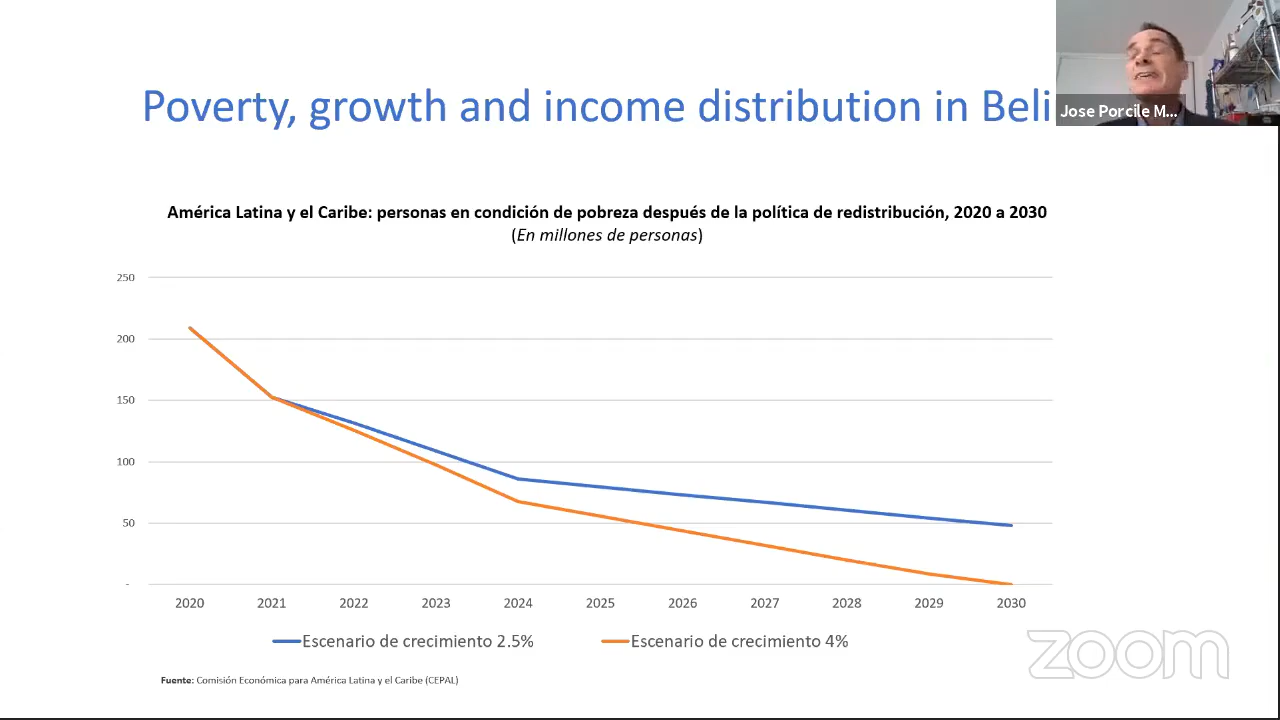 Poverty, growth and income distribution in Beli
Jose Porcile M...
América Latina y el Caribe: personas en condición de pobreza después de la política de redistribución, 2020 a 2030
(En millones de personas)
250
200
150
100
50
-
2020 2021 2022 2023 2024 2025 2026 2027 2028 2029 2030
Escenario de crecimiento 2.5% Escenario de crecimiento 4%
zoom
Fuente: Comisión Económica para América Latina y el Caribe (CEPAL)